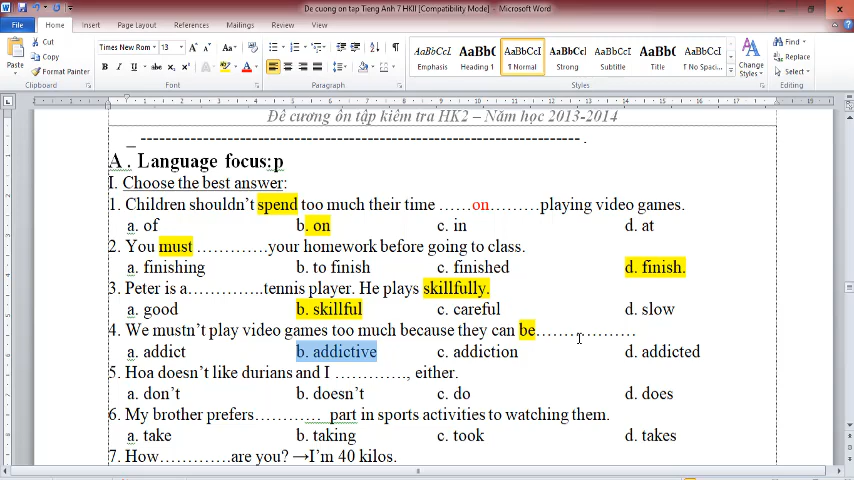 De cuong on tap Tieng Anh 7 HKII [Compatibility Mode] - Microsoft Word
File Home Insert Page Layout References Mailings Review View
Paste Cut Copy Format Painter Clipboard
Times New Rom 13 Font
Paragraph
AaBbCcI Emphasis AaBbC Heading 1 AaBbCcI ¶ Normal AaBbCcI Strong AaBbCcI Subtitle AaBbC Title AaBbCcI ¶ No Spaci... Change Styles Styles
Find Replace Select Editing
Đề cương ôn tập kiểm tra HK2 – Năm học 2013-2014
A . Language focus:p
I. Choose the best answer:
1. Children shouldn’t spend too much their time ……on………playing video games.
a. of b. on c. in d. at
2. You must ………….your homework before going to class.
a. finishing b. to finish c. finished d. finish.
3. Peter is a…………..tennis player. He plays skillfully.
a. good b. skillful c. careful d. slow
4. We mustn’t play video games too much because they can be………………
a. addict b. addictive c. addiction d. addicted
5. Hoa doesn’t like durians and I …………., either.
a. don’t b. doesn’t c. do d. does
6. My brother prefers………… part in sports activities to watching them.
a. take b. taking c. took d. takes
7. How………….are you? →I’m 40 kilos.